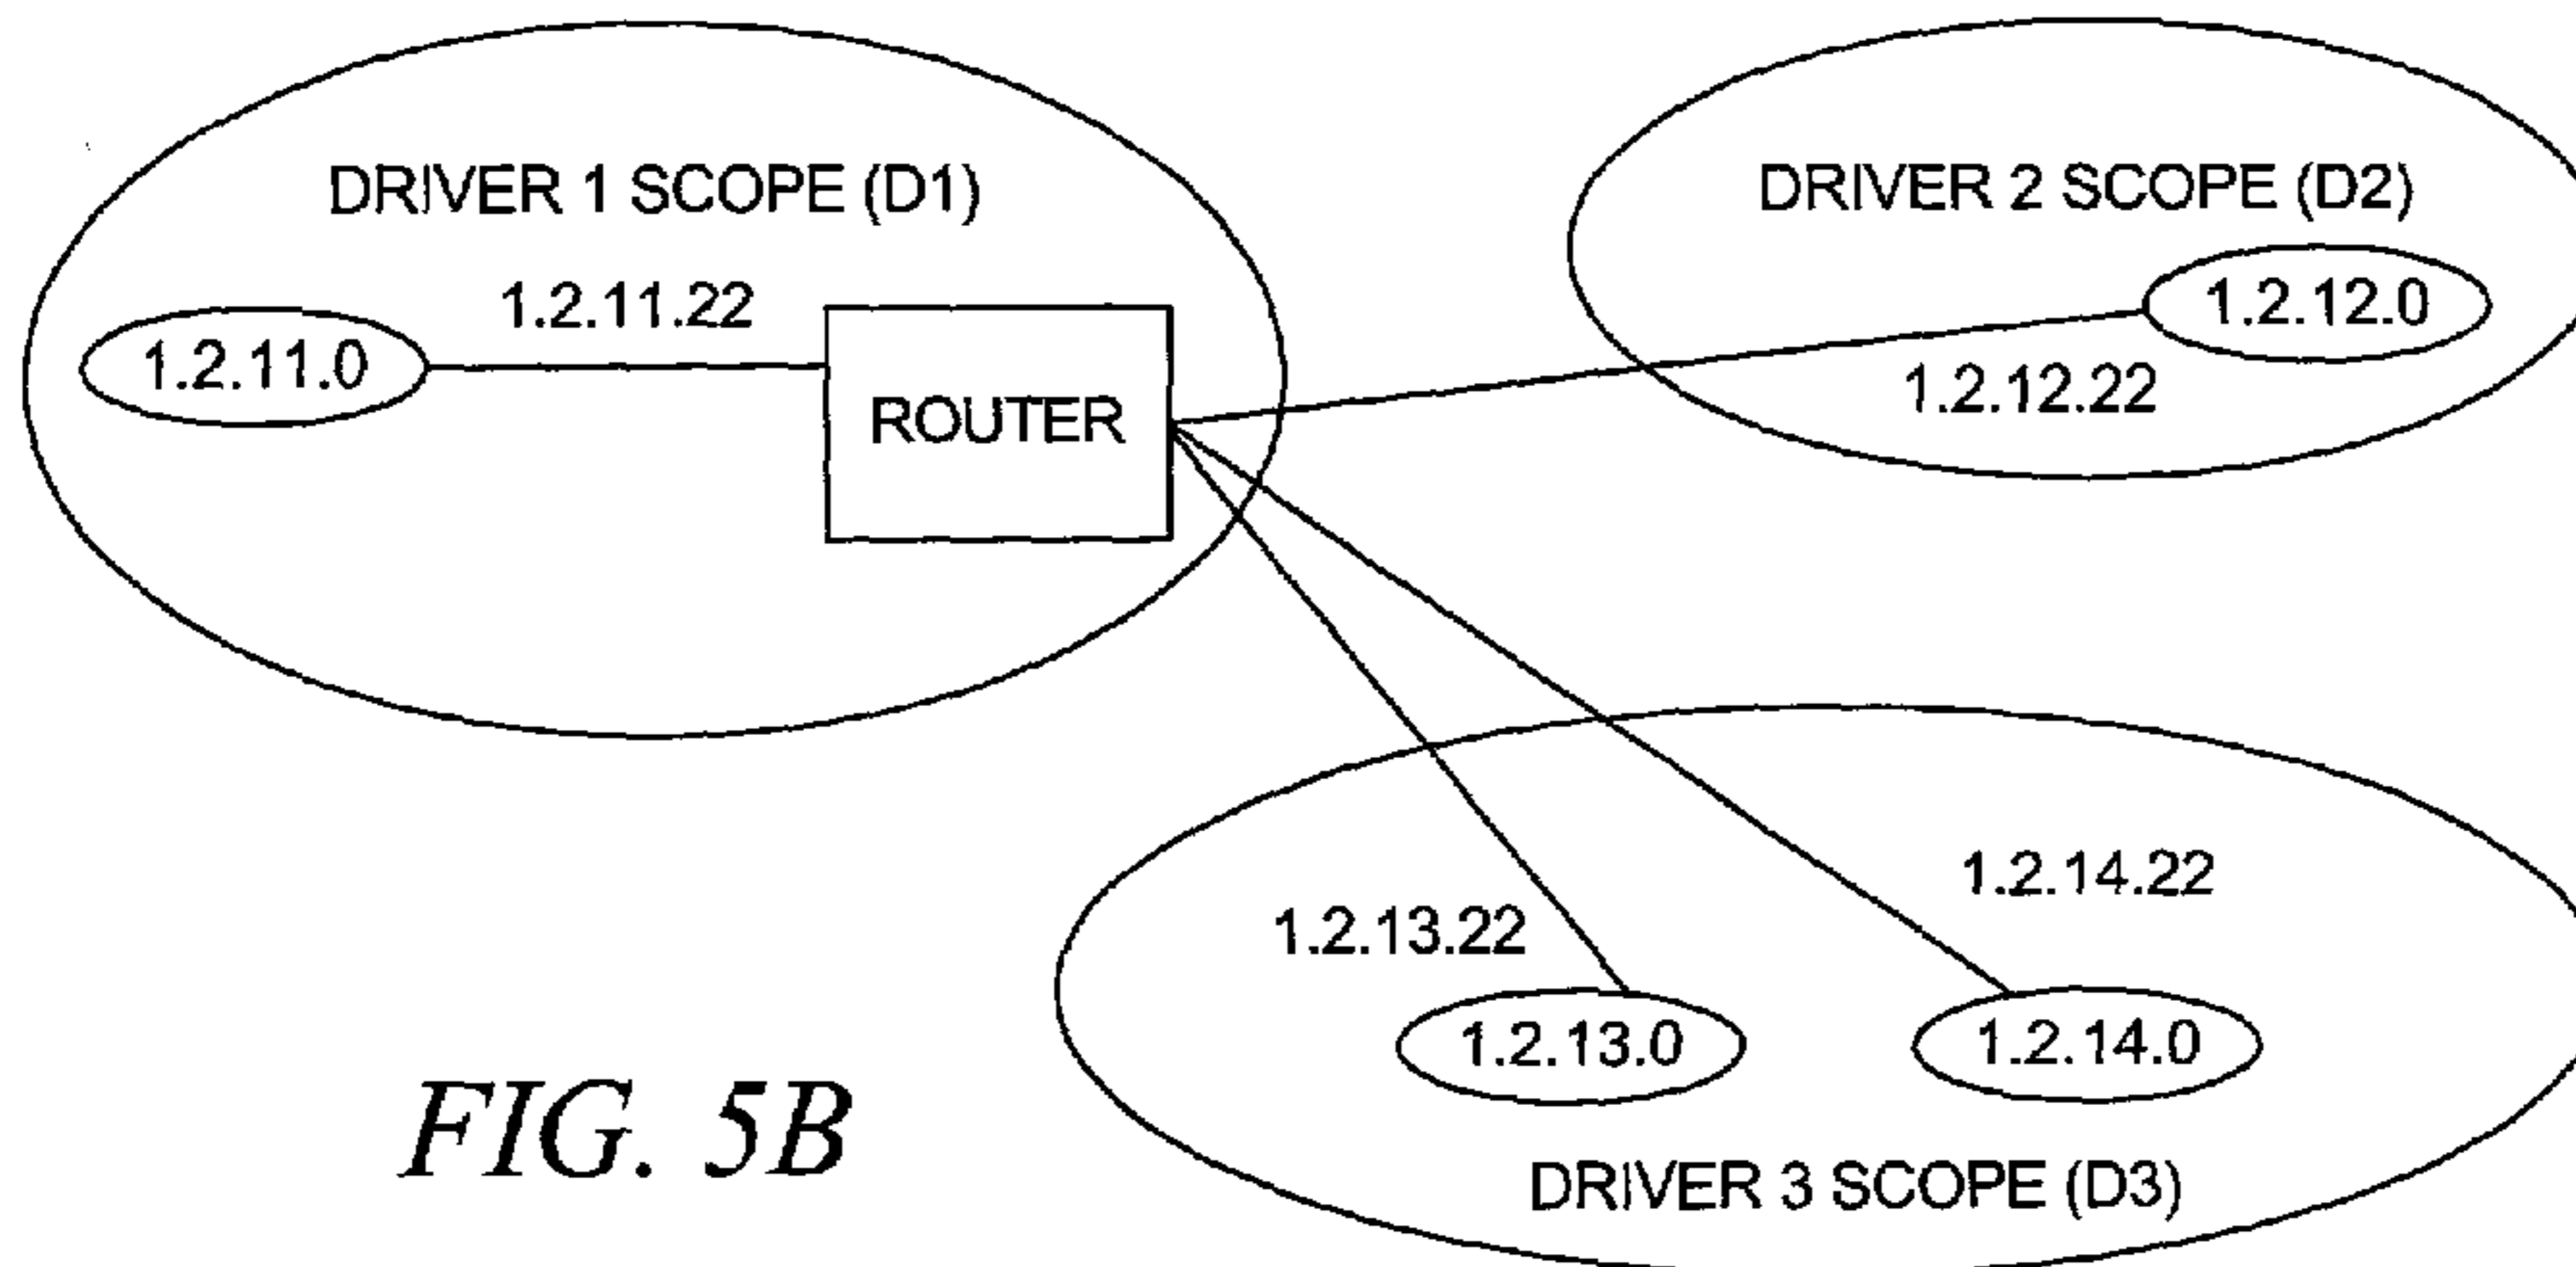 DRIVER 1 SCOPE (D1)
1.2.11.22
1.2.11.0
ROUTER
DRIVER 2 SCOPE (D2)
1.2.12.0
1.2.12.22
1.2.14.22
1.2.13.22
1.2.13.0
1.2.14.0
DRIVER 3 SCOPE (D3)
FIG. 5B